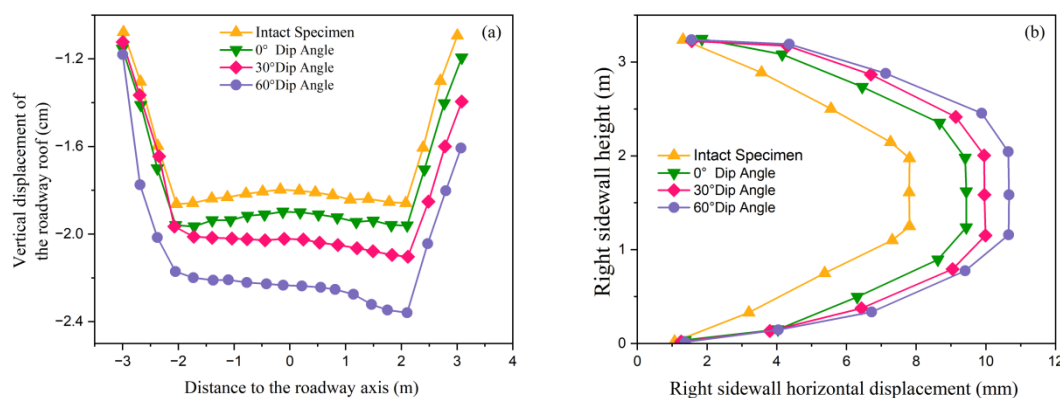 (a)
Intact Specimen
0° Dip Angle
30°Dip Angle
60°Dip Angle
−1.2
−1.6
−2.0
−2.4
Vertical displacement of
the roadway roof (cm)
−4
−3
−2
−1
0
1
2
3
4
Distance to the roadway axis (m)
(b)
Intact Specimen
0° Dip Angle
30°Dip Angle
60°Dip Angle
3
2
1
0
Right sidewall height (m)
0
2
4
6
8
10
12
Right sidewall horizontal displacement (mm)